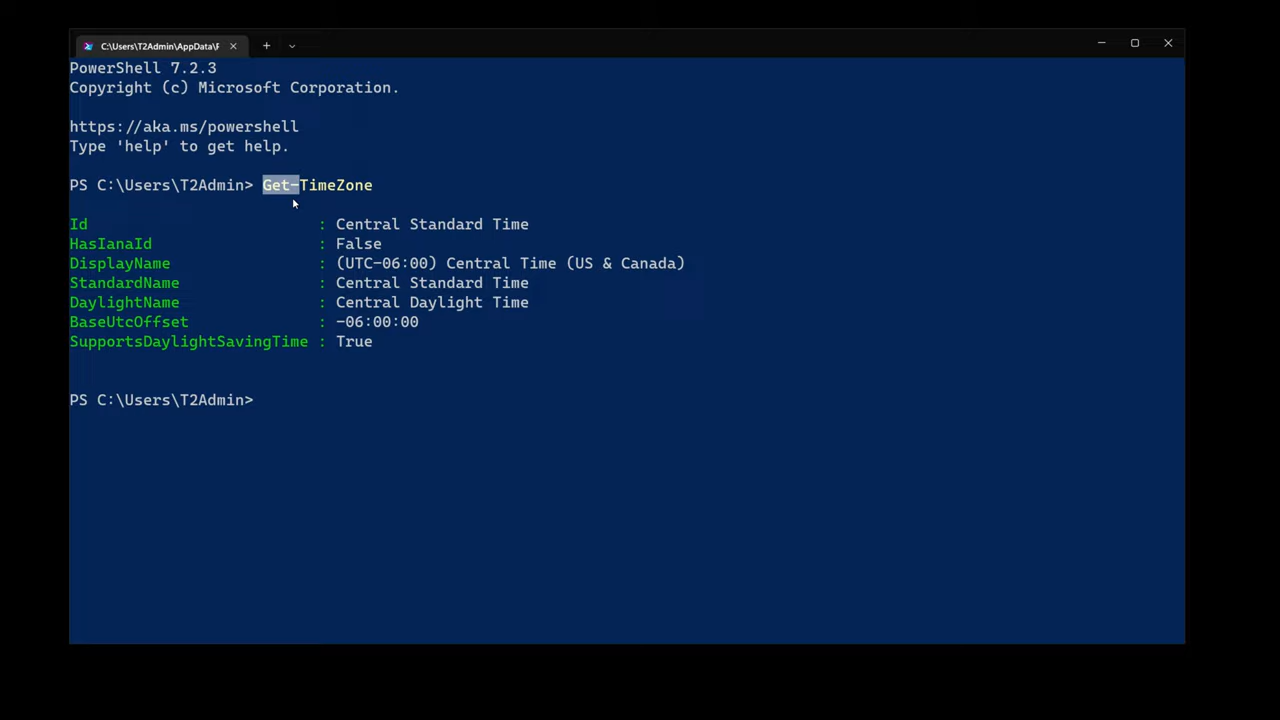 C:\Users\T2Admin\AppData\F
PowerShell 7.2.3
Copyright (c) Microsoft Corporation.
https://aka.ms/powershell
Type 'help' to get help.
PS C:\Users\T2Admin> Get-TimeZone
Id                         : Central Standard Time
HasIanaId                  : False
DisplayName                : (UTC-06:00) Central Time (US & Canada)
StandardName               : Central Standard Time
DaylightName               : Central Daylight Time
BaseUtcOffset              : -06:00:00
SupportsDaylightSavingTime : True
PS C:\Users\T2Admin>